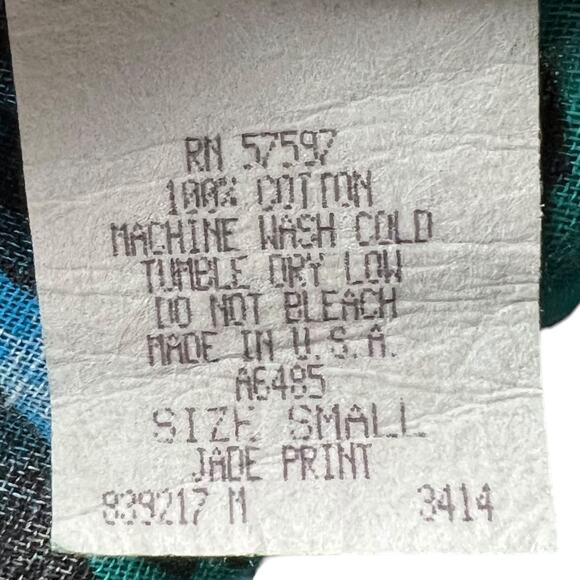 RN 57597
100% COTTON
MACHINE WASH COLD
TUMBLE DRY LOW
DO NOT BLEACH
MADE IN U.S.A.
A6485
SIZE SMALL
JADE PRINT
839217 M 3414